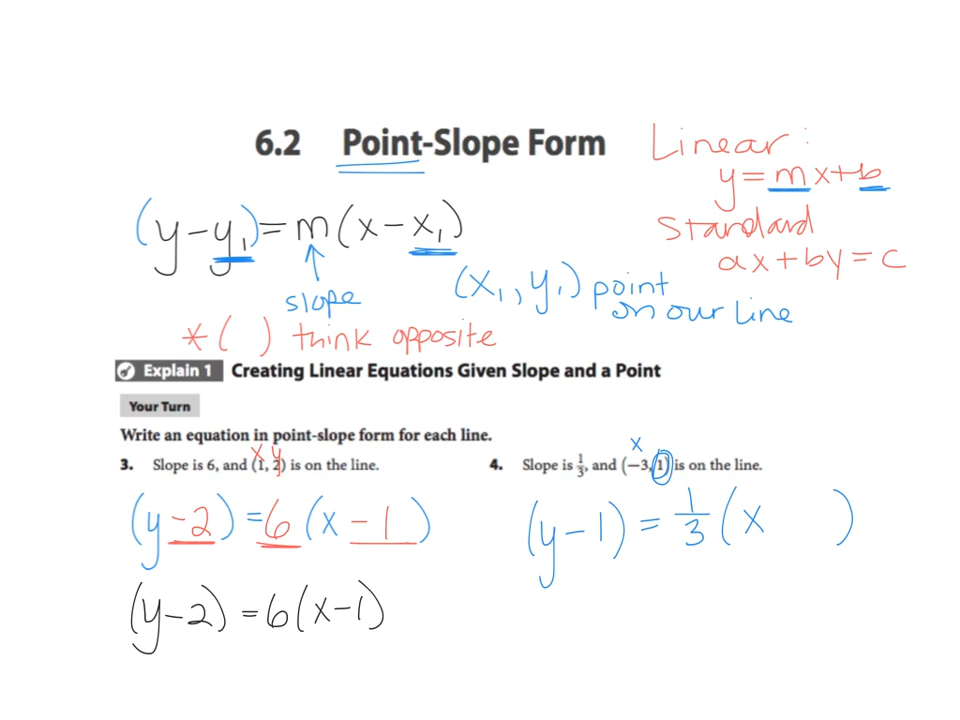 6.2 Point-Slope Form
Linear:
y = mx + b
Standard
ax + by = c
(y - y₁) = m(x - x₁)
slope
(x₁, y₁) point
on our line
* ( ) think opposite
Explain 1 Creating Linear Equations Given Slope and a Point
Your Turn
Write an equation in point-slope form for each line.
x y
3. Slope is 6, and (1, 2) is on the line.
(y - 2) = 6 (x - 1)
(y - 2) = 6(x - 1)
x
4. Slope is 1/3, and (−3, 1) is on the line.
(y - 1) = 1/3 (x )